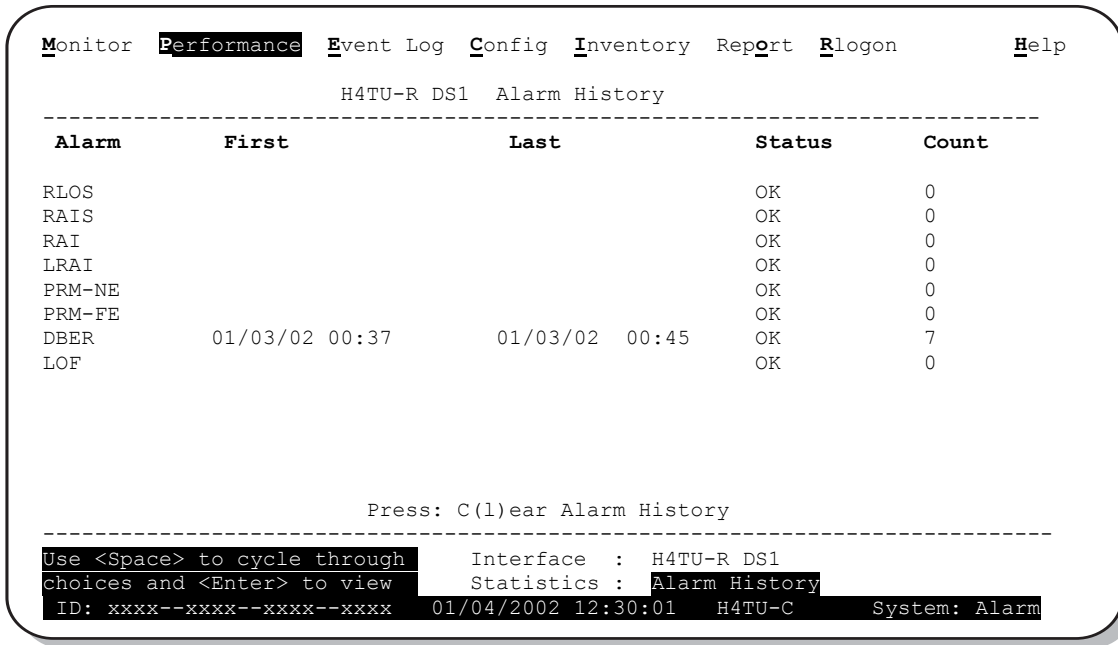 Monitor Performance Event Log Config Inventory Report Rlogon Help
H4TU-R DS1 Alarm History
--------------------------------------------------------------------------------
Alarm First Last Status Count
RLOS OK 0
RAIS OK 0
RAI OK 0
LRAI OK 0
PRM-NE OK 0
PRM-FE OK 0
DBER 01/03/02 00:37 01/03/02 00:45 OK 7
LOF OK 0
Press: C(l)ear Alarm History
--------------------------------------------------------------------------------
Use <Space> to cycle through Interface : H4TU-R DS1
choices and <Enter> to view Statistics : Alarm History
ID: xxxx--xxxx--xxxx--xxxx 01/04/2002 12:30:01 H4TU-C System: Alarm